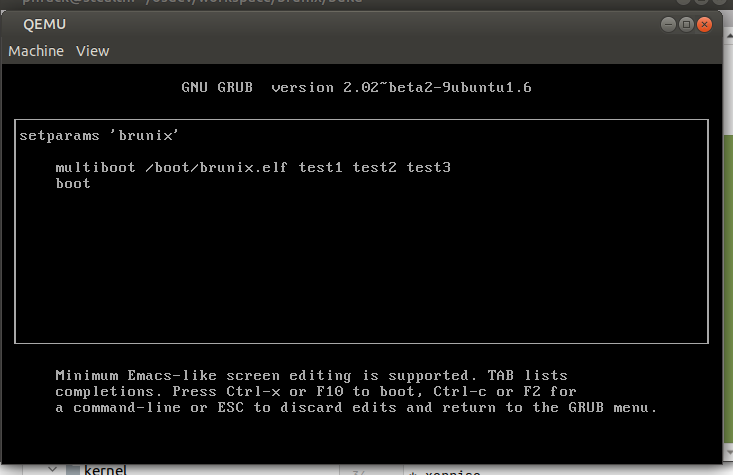 QEMU
Machine View
GNU GRUB version 2.02~beta2-9ubuntu1.6
setparams 'brunix'
multiboot /boot/brunix.elf test1 test2 test3
boot
Minimum Emacs-like screen editing is supported. TAB lists
completions. Press Ctrl-x or F10 to boot, Ctrl-c or F2 for
a command-line or ESC to discard edits and return to the GRUB menu.
kernel